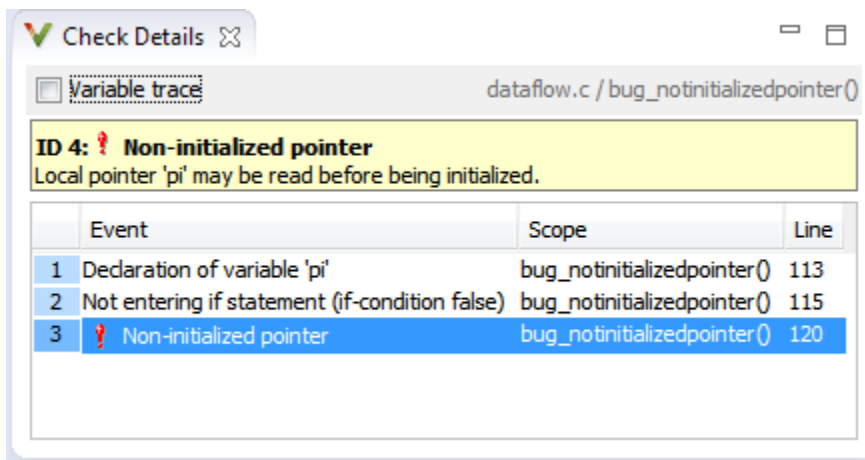 Check Details
Variable trace dataflow.c / bug_notinitializedpointer()
ID 4: Non-initialized pointer
Local pointer 'pi' may be read before being initialized.
Event Scope Line
1 Declaration of variable 'pi' bug_notinitializedpointer() 113
2 Not entering if statement (if-condition false) bug_notinitializedpointer() 115
3 Non-initialized pointer bug_notinitializedpointer() 120